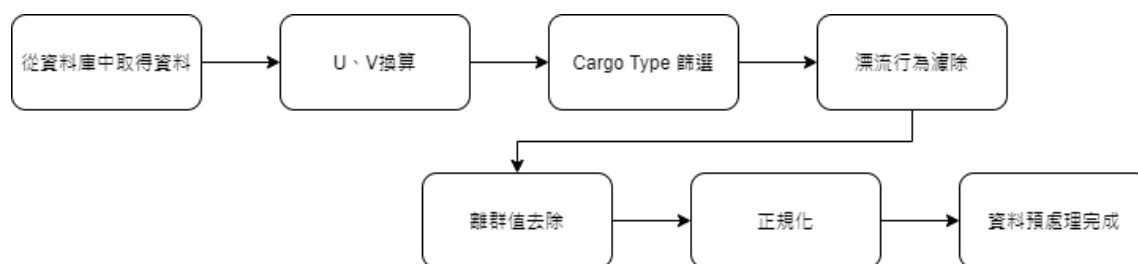 從資料庫中取得資料
U、V換算
Cargo Type 篩選
漂流行為濾除
離群值去除
正規化
資料預處理完成